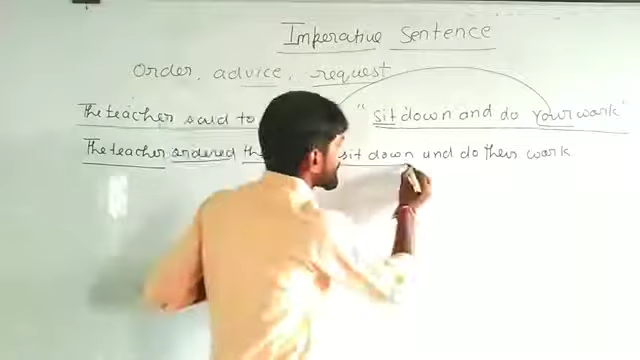 Imperative Sentence
Order, advice, request
The teacher said to "sit down and do your work"
The teacher ordered sit down and do their work